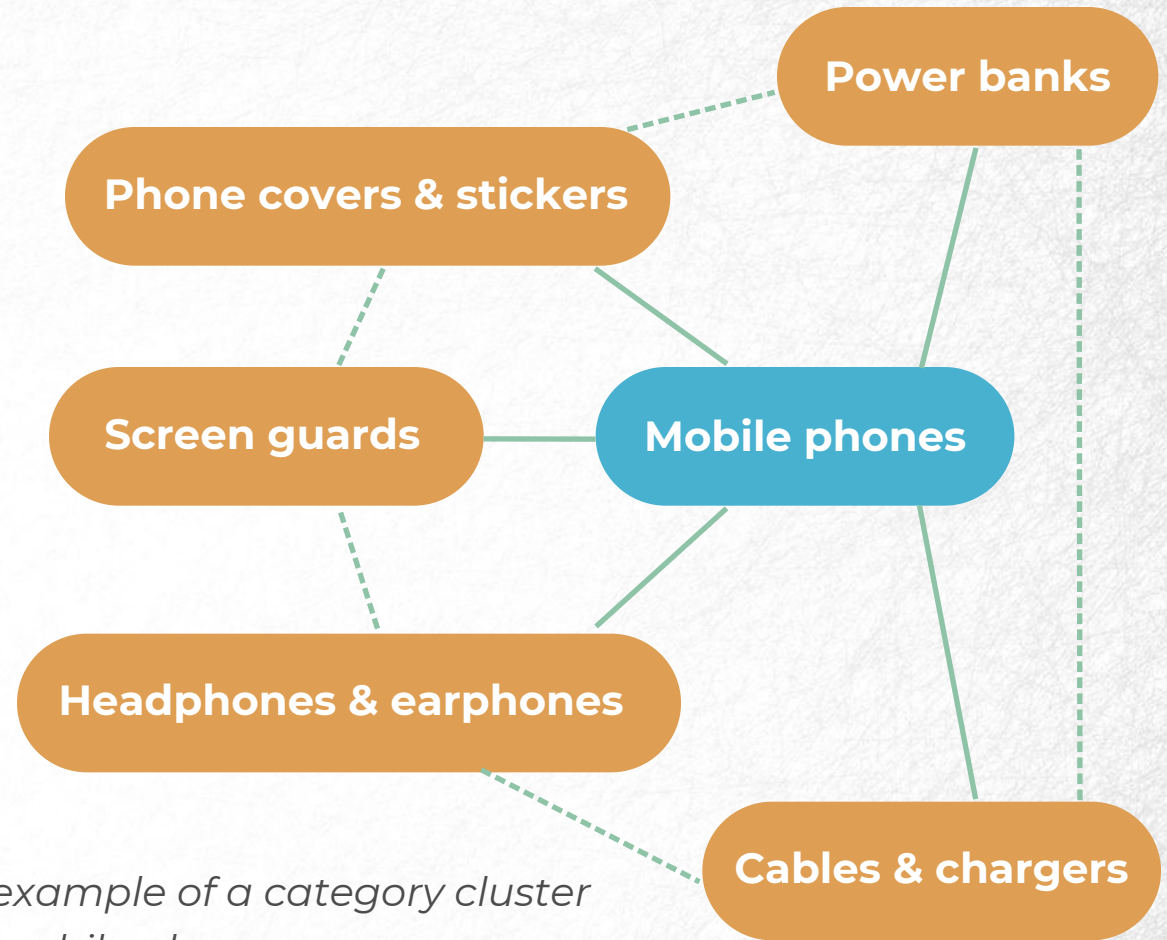 Power banks
Phone covers & stickers
Screen guards
Mobile phones
Headphones & earphones
Cables & chargers
example of a category cluster